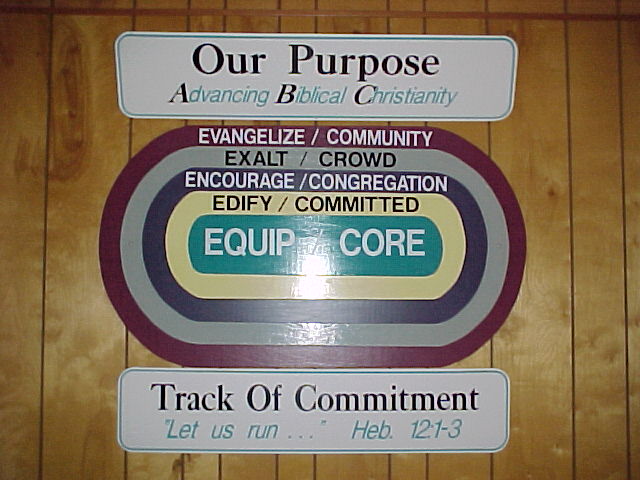 Our Purpose
Advancing Biblical Christianity
EVANGELIZE / COMMUNITY
EXALT / CROWD
ENCOURAGE / CONGREGATION
EDIFY / COMMITTED
EQUIP / CORE
Track Of Commitment
"Let us run ..." Heb. 12:1-3